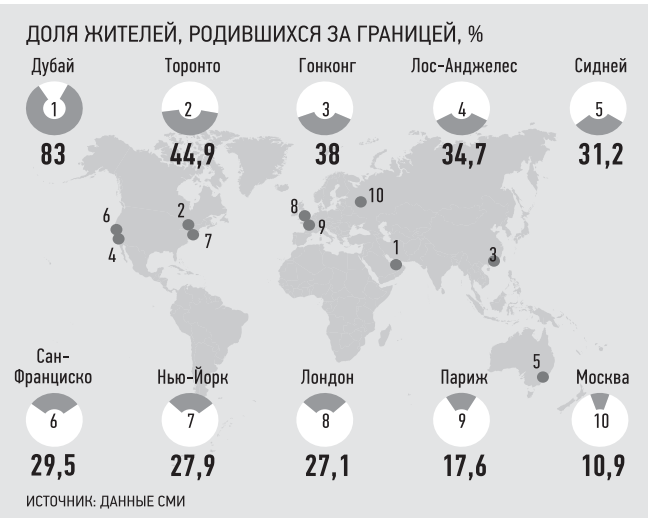 ДОЛЯ ЖИТЕЛЕЙ, РОДИВШИХСЯ ЗА ГРАНИЦЕЙ, %
Дубай
1
83
Торонто
2
44,9
Гонконг
3
38
Лос-Анджелес
4
34,7
Сидней
5
31,2
6
4
2
7
8
9
10
1
3
5
Сан-
Франциско
6
29,5
Нью-Йорк
7
27,9
Лондон
8
27,1
Париж
9
17,6
Москва
10
10,9
ИСТОЧНИК: ДАННЫЕ СМИ